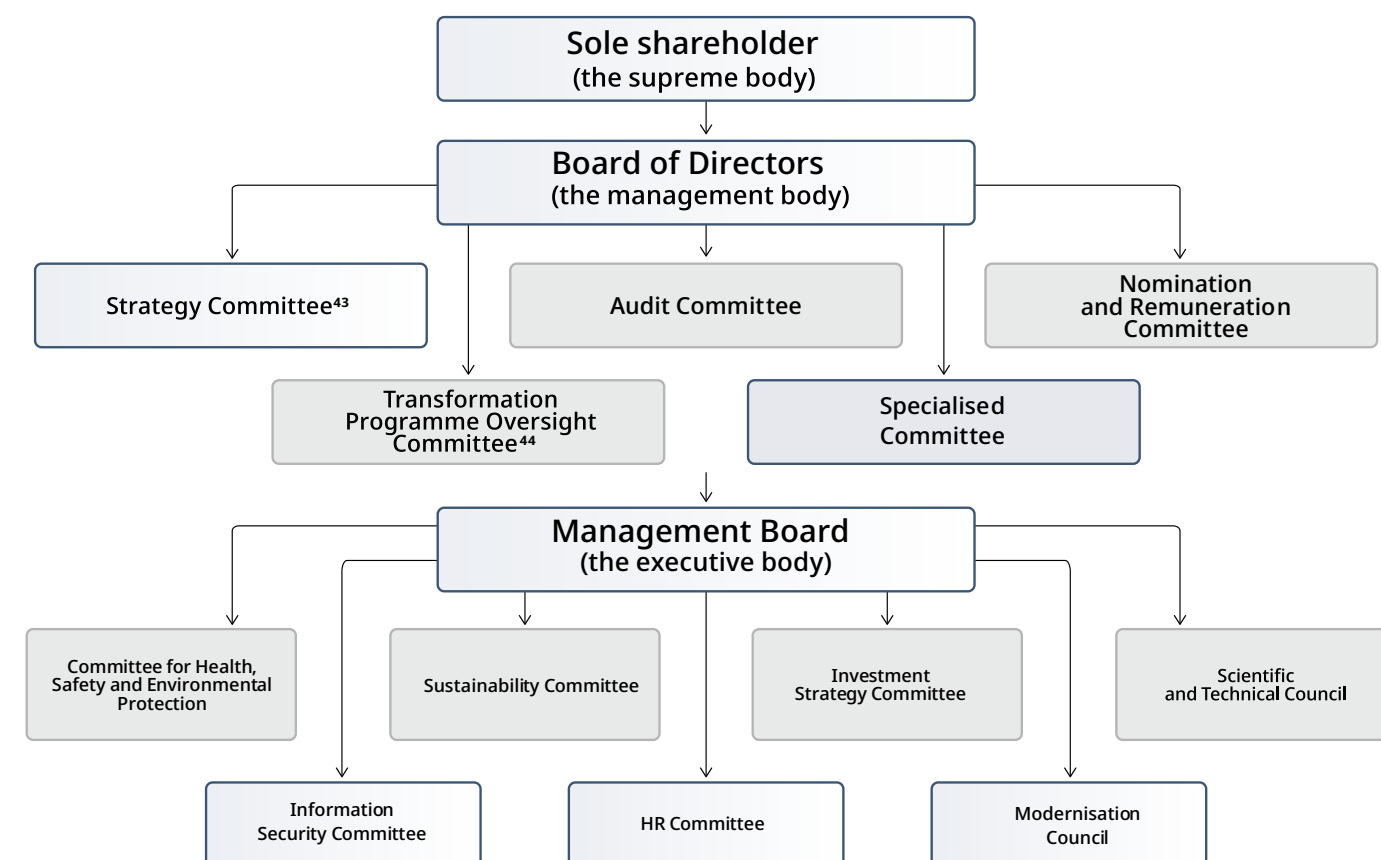 Sole shareholder
(the supreme body)
Board of Directors
(the management body)
Strategy Committee⁴³
Audit Committee
Nomination
and Remuneration
Committee
Transformation
Programme Oversight
Committee⁴⁴
Specialised
Committee
Management Board
(the executive body)
Committee for Health,
Safety and Environmental
Protection
Sustainability Committee
Investment
Strategy Committee
Scientific
and Technical Council
Information
Security Committee
HR Committee
Modernisation
Council